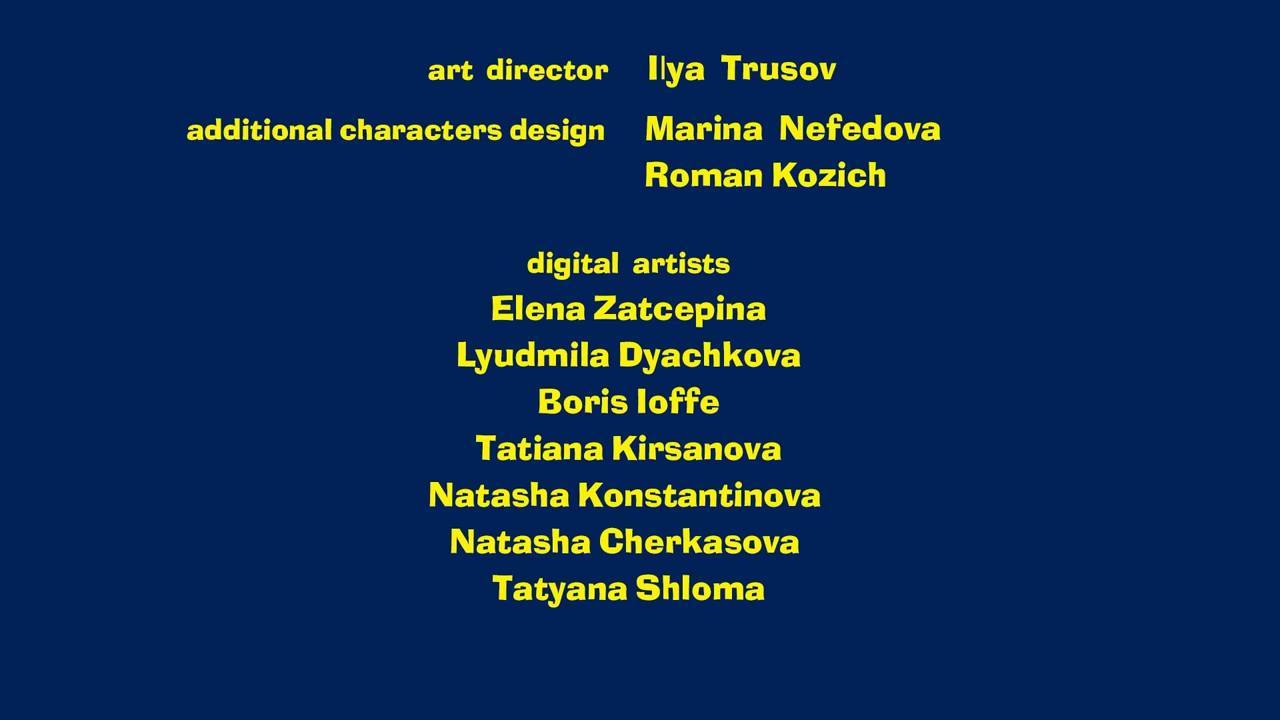 art director Ilya Trusov
additional characters design Marina Nefedova
Roman Kozich
digital artists
Elena Zatcepina
Lyudmila Dyachkova
Boris Ioffe
Tatiana Kirsanova
Natasha Konstantinova
Natasha Cherkasova
Tatyana Shloma